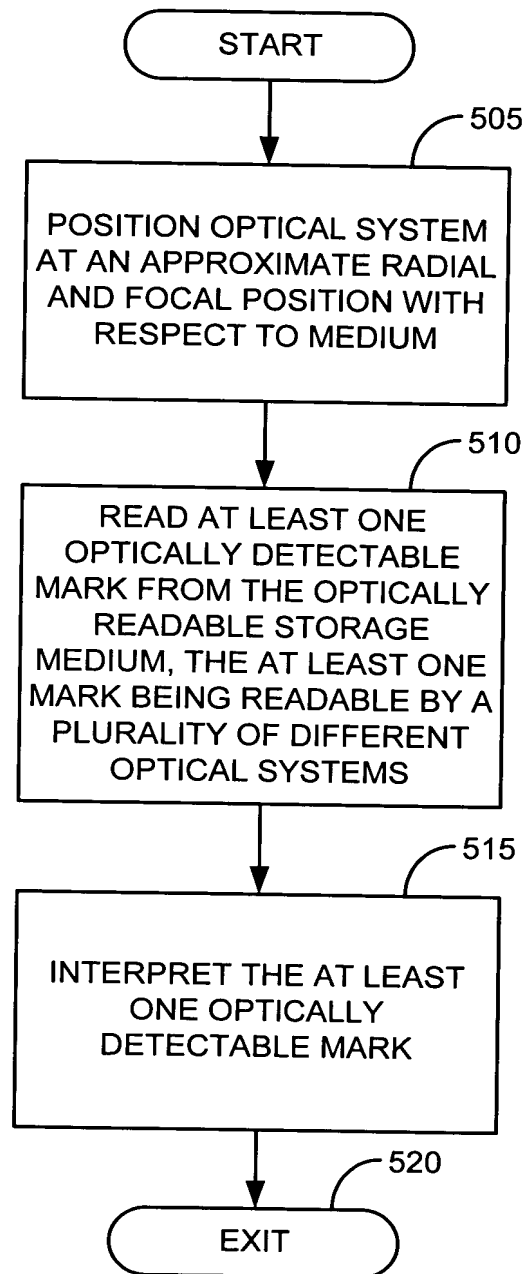 START
505
POSITION OPTICAL SYSTEM
AT AN APPROXIMATE RADIAL
AND FOCAL POSITION WITH
RESPECT TO MEDIUM
510
READ AT LEAST ONE
OPTICALLY DETECTABLE
MARK FROM THE OPTICALLY
READABLE STORAGE
MEDIUM, THE AT LEAST ONE
MARK BEING READABLE BY A
PLURALITY OF DIFFERENT
OPTICAL SYSTEMS
515
INTERPRET THE AT LEAST
ONE OPTICALLY
DETECTABLE MARK
520
EXIT